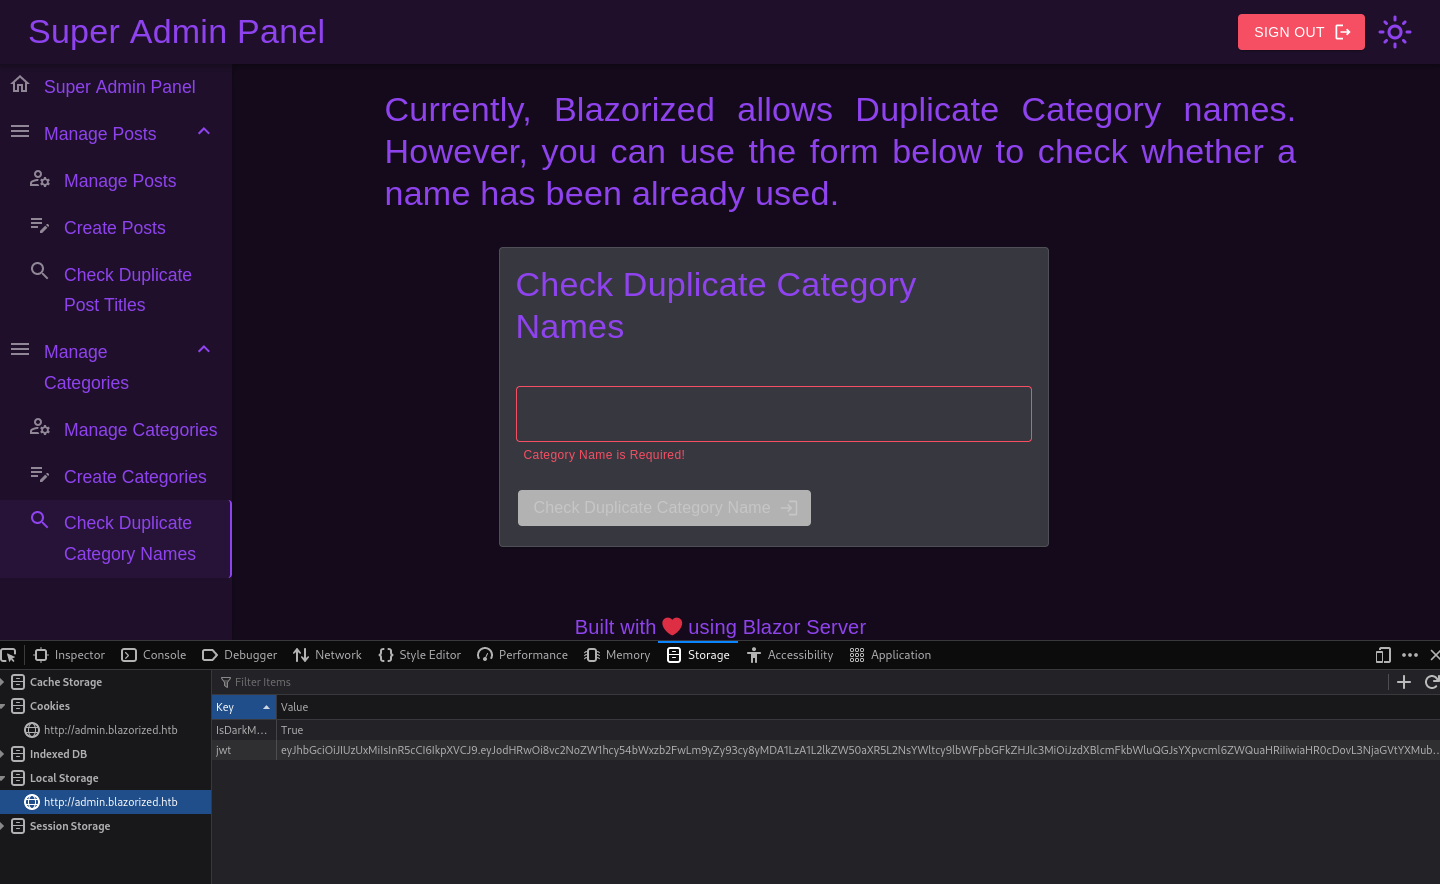 Super Admin Panel
SIGN OUT
Super Admin Panel
Manage Posts
Manage Posts
Create Posts
Check Duplicate
Post Titles
Manage
Categories
Manage Categories
Create Categories
Check Duplicate
Category Names
Currently, Blazorized allows Duplicate Category names.
However, you can use the form below to check whether a
name has been already used.
Check Duplicate Category
Names
Category Name is Required!
Check Duplicate Category Name
Built with ❤ using Blazor Server
Inspector Console Debugger Network Style Editor Performance Memory Storage Accessibility Application
Cache Storage
Cookies
http://admin.blazorized.htb
Indexed DB
Local Storage
http://admin.blazorized.htb
Session Storage
Filter Items
Key Value
IsDarkM... True
jwt eyJhbGciOiJIUzUxMiIsInR5cCI6IkpXVCJ9.eyJodHRwOi8vc2NoZW1hcy54bWxzb2FwLm9yZy93cy8yMDA1LzA1L2lkZW50aXR5L2NsYWltcy9lbWFpbGFkZHJlc3MiOiJzdXBlcmFkbWluQGJsYXpvcml6ZWQuaHRiIiwiaHR0cDovL3NjaGVtYXMub...